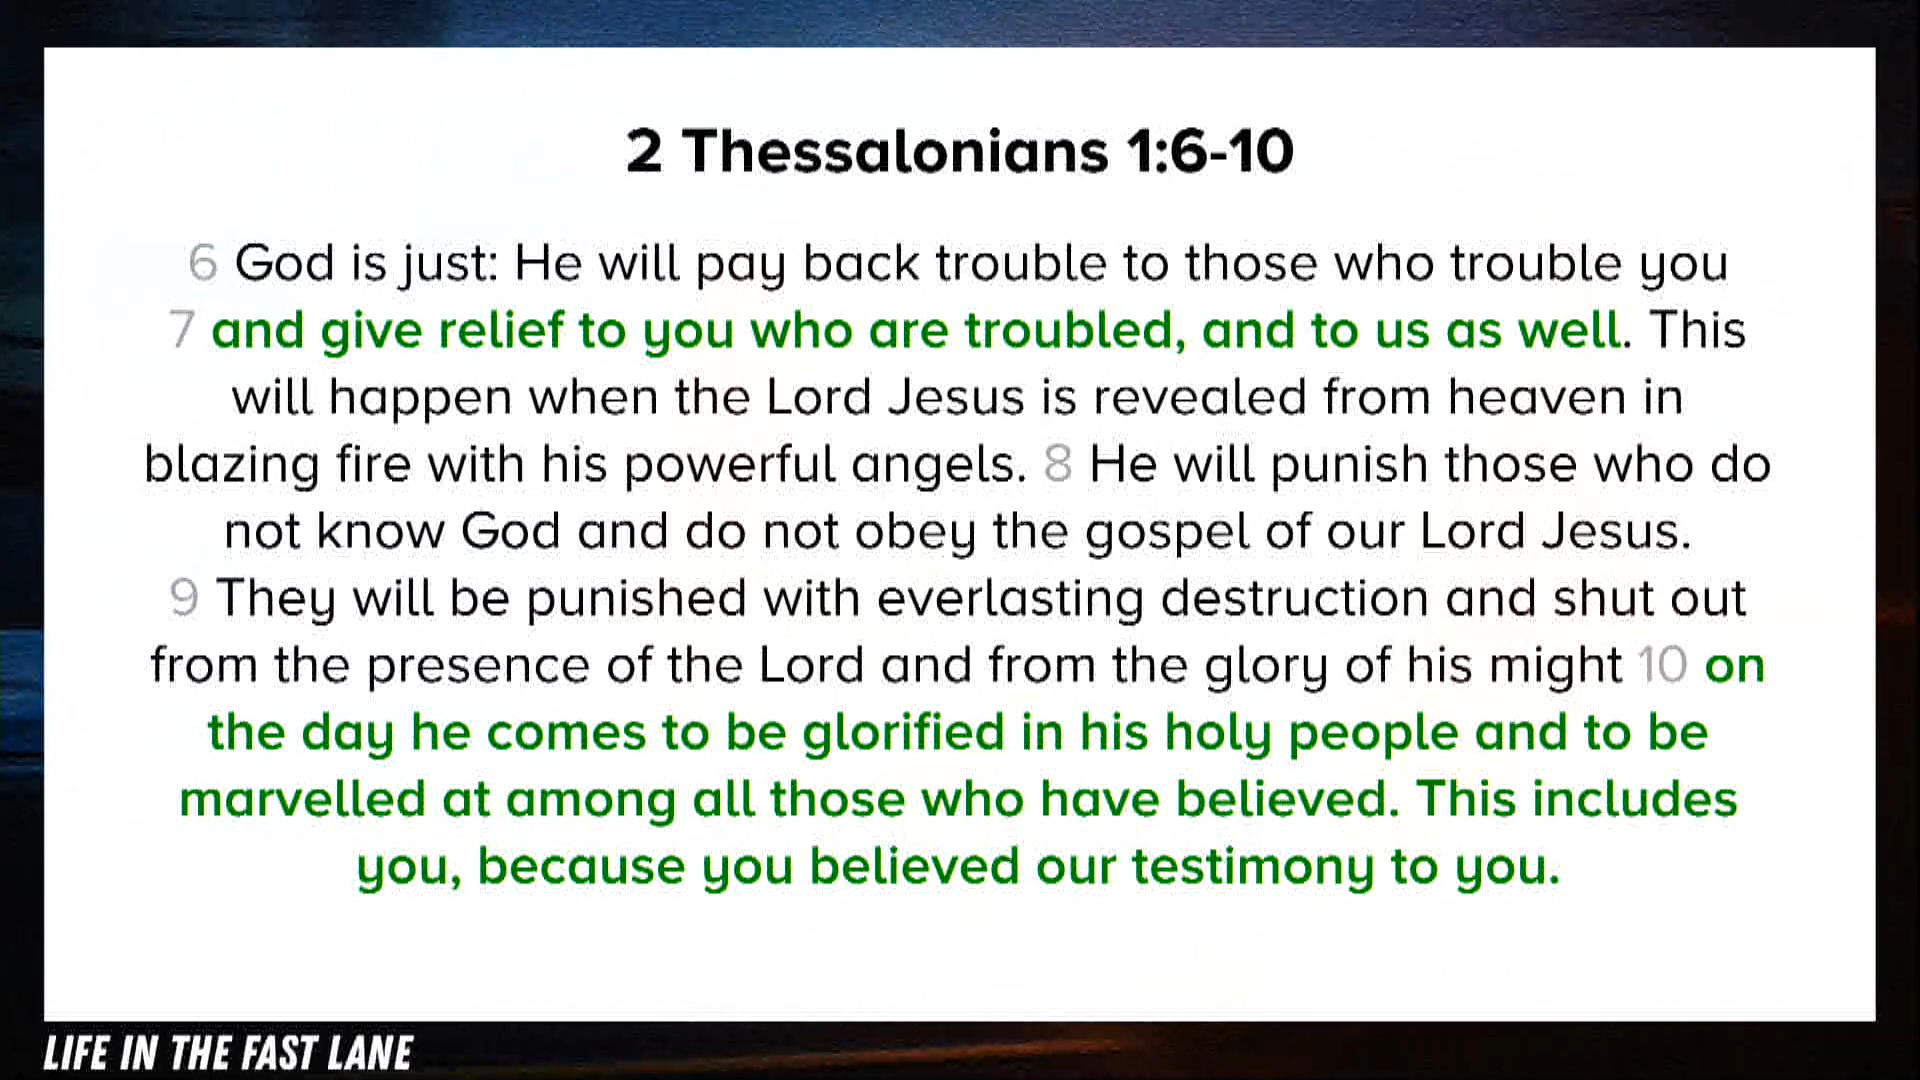 2 Thessalonians 1:6-10
6 God is just: He will pay back trouble to those who trouble you
7 and give relief to you who are troubled, and to us as well. This
will happen when the Lord Jesus is revealed from heaven in
blazing fire with his powerful angels. 8 He will punish those who do
not know God and do not obey the gospel of our Lord Jesus.
9 They will be punished with everlasting destruction and shut out
from the presence of the Lord and from the glory of his might 10 on
the day he comes to be glorified in his holy people and to be
marvelled at among all those who have believed. This includes
you, because you believed our testimony to you.
LIFE IN THE FAST LANE